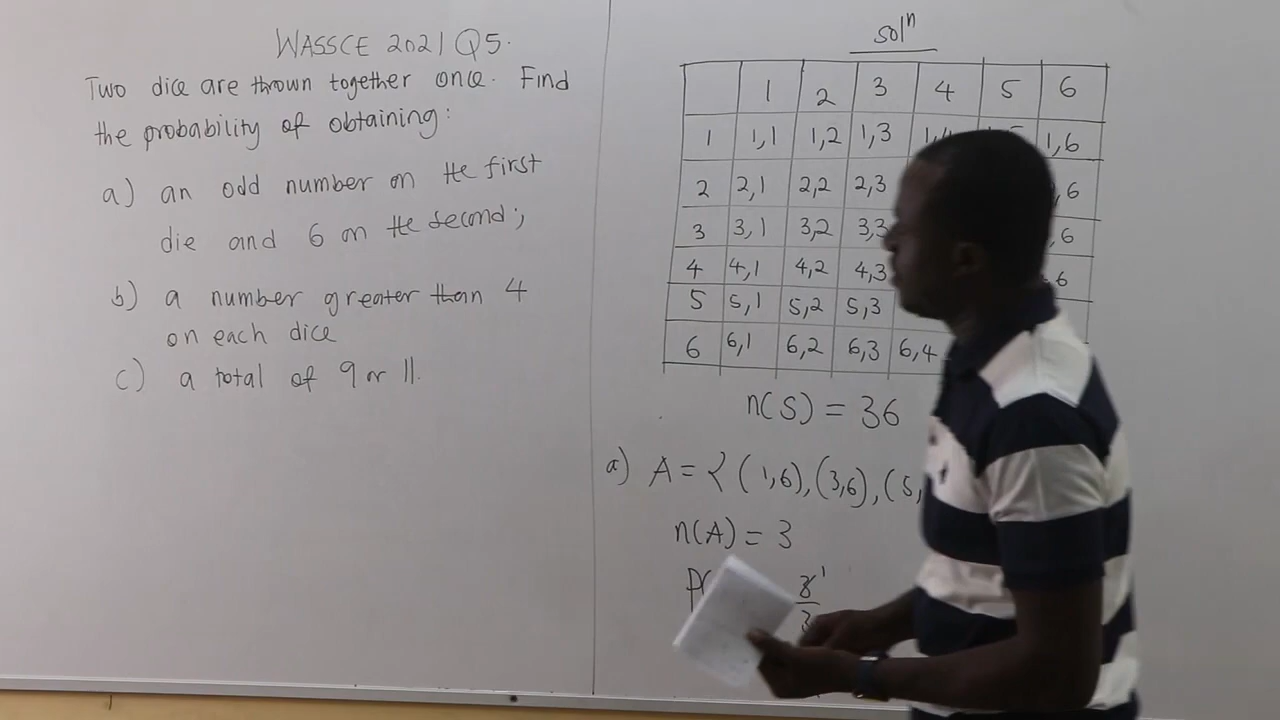 WASSCE 2021 Q5.
Two dice are thrown together once. Find
the probability of obtaining:
a) an odd number on the first
die and 6 on the second;
b) a number greater than 4
on each dice
c) a total of 9 or 11.
solⁿ
1 2 3 4 5 6
1 1,1 1,2 1,3 1,6
2 2,1 2,2 2,3 6
3 3,1 3,2 3,3 ,6
4 4,1 4,2 4,3 6
5 5,1 5,2 5,3
6 6,1 6,2 6,3 6,4
n(S) = 36
a) A = { (1,6), (3,6), (5,
n(A) = 3